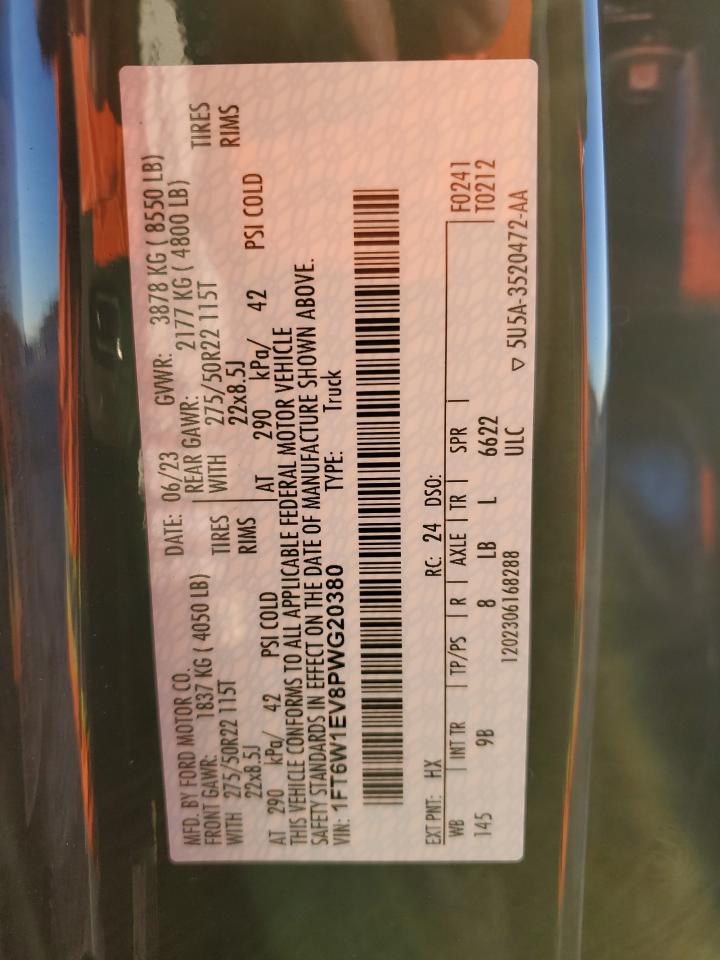 MFD. BY FORD MOTOR CO.
DATE: 06/23
GVWR: 3878 KG ( 8550 LB)
FRONT GAWR: 1837 KG ( 4050 LB)
REAR GAWR: 2177 KG ( 4800 LB)
WITH 275/50R22 115T TIRES
WITH 275/50R22 115T TIRES
22x8.5J RIMS
22x8.5J RIMS
AT 290 kPa/ 42 PSI COLD
AT 290 kPa/ 42 PSI COLD
THIS VEHICLE CONFORMS TO ALL APPLICABLE FEDERAL MOTOR VEHICLE
SAFETY STANDARDS IN EFFECT ON THE DATE OF MANUFACTURE SHOWN ABOVE.
VIN: 1FT6W1EV8PWG20380
TYPE: Truck
EXT PNT: HX RC: 24 DSO: F0241
WB | INT TR | TP/PS | R | AXLE | TR | SPR | T0212
145 9B 8 LB L 6622
ULC
1202306168288 ▽ 5U5A-3520472-AA